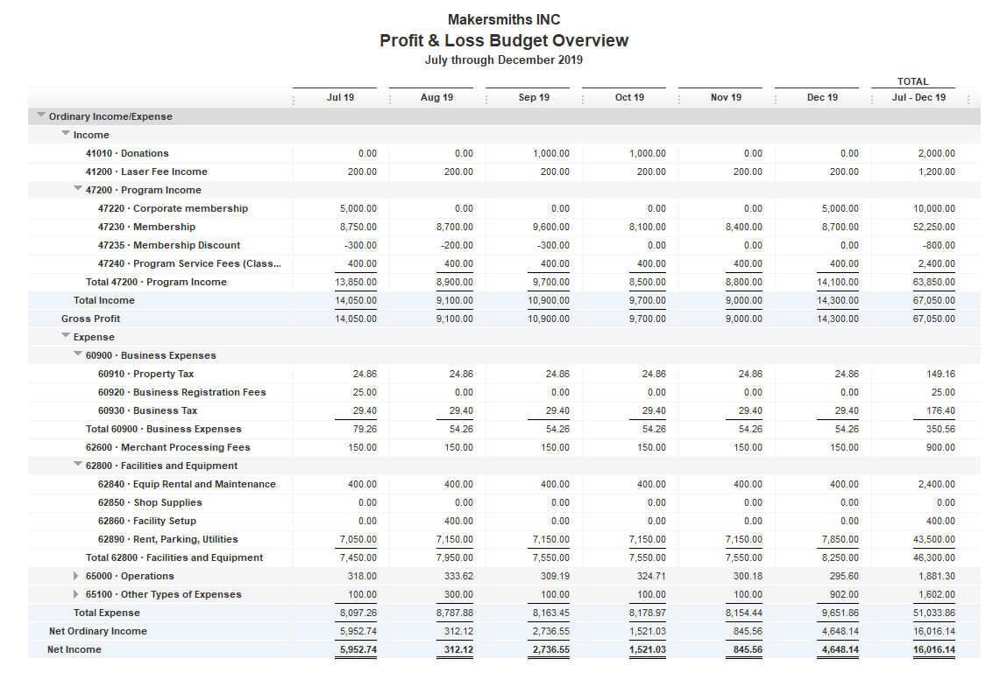 Makersmiths INC
Profit & Loss Budget Overview
July through December 2019
TOTAL
Jul 19 Aug 19 Sep 19 Oct 19 Nov 19 Dec 19 Jul - Dec 19
Ordinary Income/Expense
Income
41010 · Donations 0.00 0.00 1,000.00 1,000.00 0.00 0.00 2,000.00
41200 · Laser Fee Income 200.00 200.00 200.00 200.00 200.00 200.00 1,200.00
47200 · Program Income
47220 · Corporate membership 5,000.00 0.00 0.00 0.00 0.00 5,000.00 10,000.00
47230 · Membership 8,750.00 8,700.00 9,600.00 8,100.00 8,400.00 8,700.00 52,250.00
47235 · Membership Discount -300.00 -200.00 -300.00 0.00 0.00 0.00 -800.00
47240 · Program Service Fees (Class... 400.00 400.00 400.00 400.00 400.00 400.00 2,400.00
Total 47200 · Program Income 13,850.00 8,900.00 9,700.00 8,500.00 8,800.00 14,100.00 63,850.00
Total Income 14,050.00 9,100.00 10,900.00 9,700.00 9,000.00 14,300.00 67,050.00
Gross Profit 14,050.00 9,100.00 10,900.00 9,700.00 9,000.00 14,300.00 67,050.00
Expense
60900 · Business Expenses
60910 · Property Tax 24.86 24.86 24.86 24.86 24.86 24.86 149.16
60920 · Business Registration Fees 25.00 0.00 0.00 0.00 0.00 0.00 25.00
60930 · Business Tax 29.40 29.40 29.40 29.40 29.40 29.40 176.40
Total 60900 · Business Expenses 79.26 54.26 54.26 54.26 54.26 54.26 350.56
62600 · Merchant Processing Fees 150.00 150.00 150.00 150.00 150.00 150.00 900.00
62800 · Facilities and Equipment
62840 · Equip Rental and Maintenance 400.00 400.00 400.00 400.00 400.00 400.00 2,400.00
62850 · Shop Supplies 0.00 0.00 0.00 0.00 0.00 0.00 0.00
62860 · Facility Setup 0.00 400.00 0.00 0.00 0.00 0.00 400.00
62890 · Rent, Parking, Utilities 7,050.00 7,150.00 7,150.00 7,150.00 7,150.00 7,850.00 43,500.00
Total 62800 · Facilities and Equipment 7,450.00 7,950.00 7,550.00 7,550.00 7,550.00 8,250.00 46,300.00
65000 · Operations 318.00 333.62 309.19 324.71 300.18 295.60 1,881.30
65100 · Other Types of Expenses 100.00 300.00 100.00 100.00 100.00 902.00 1,602.00
Total Expense 8,097.26 8,787.88 8,163.45 8,178.97 8,154.44 9,651.86 51,033.86
Net Ordinary Income 5,952.74 312.12 2,736.55 1,521.03 845.56 4,648.14 16,016.14
Net Income 5,952.74 312.12 2,736.55 1,521.03 845.56 4,648.14 16,016.14